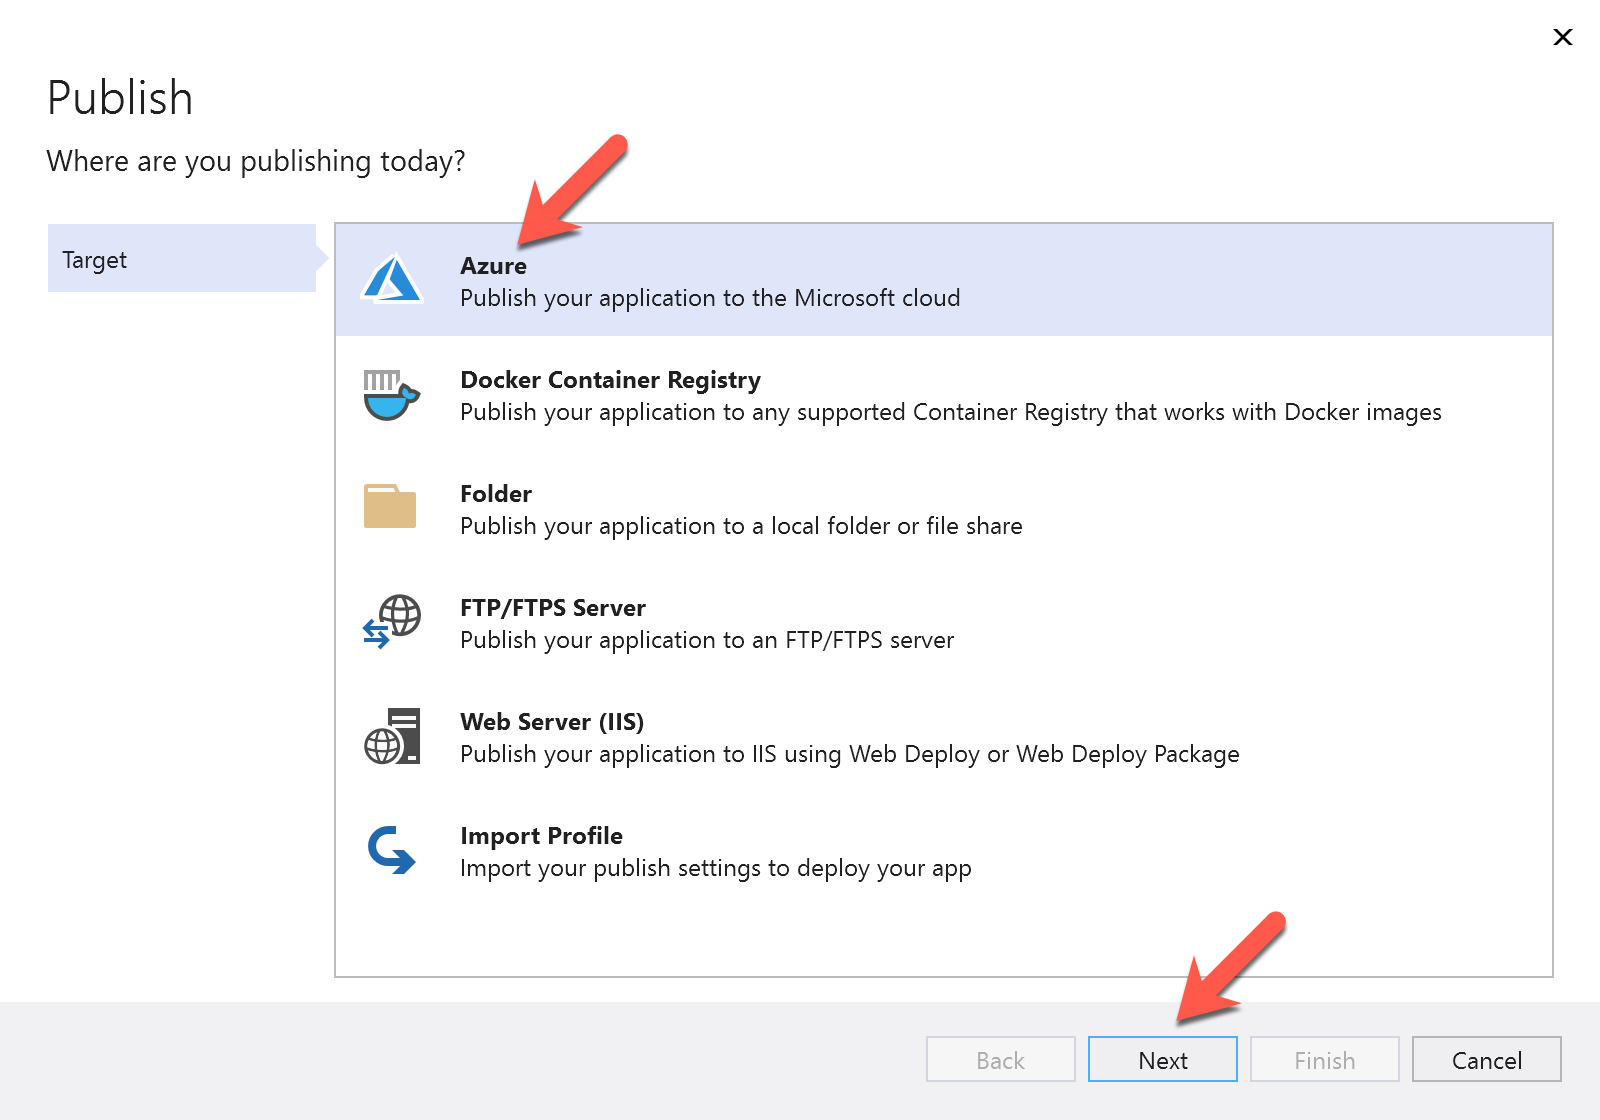 Publish
Where are you publishing today?
Target
Azure
Publish your application to the Microsoft cloud
Docker Container Registry
Publish your application to any supported Container Registry that works with Docker images
Folder
Publish your application to a local folder or file share
FTP/FTPS Server
Publish your application to an FTP/FTPS server
Web Server (IIS)
Publish your application to IIS using Web Deploy or Web Deploy Package
Import Profile
Import your publish settings to deploy your app
Back
Next
Finish
Cancel